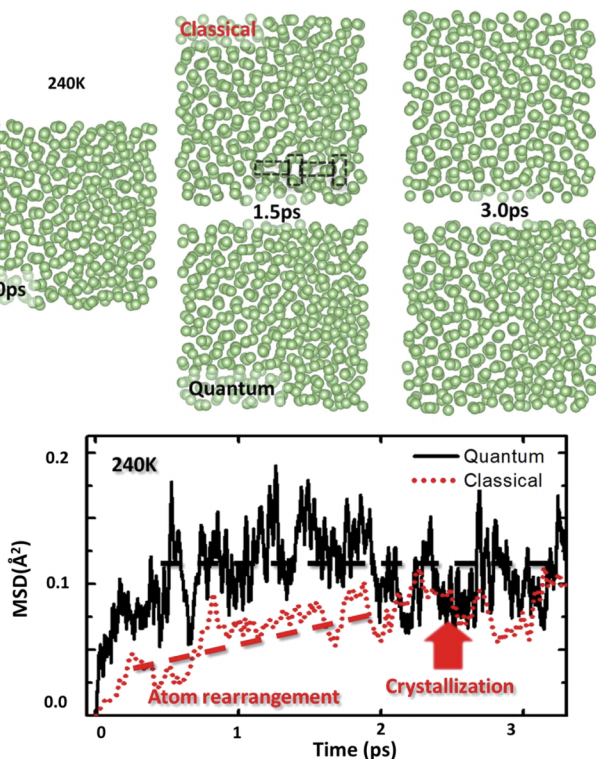 Classical
240K
0ps
1.5ps
3.0ps
Quantum
240K
Quantum
Classical
0.2
0.1
0.0
MSD(Å²)
Atom rearrangement
Crystallization
0
1
2
3
Time (ps)